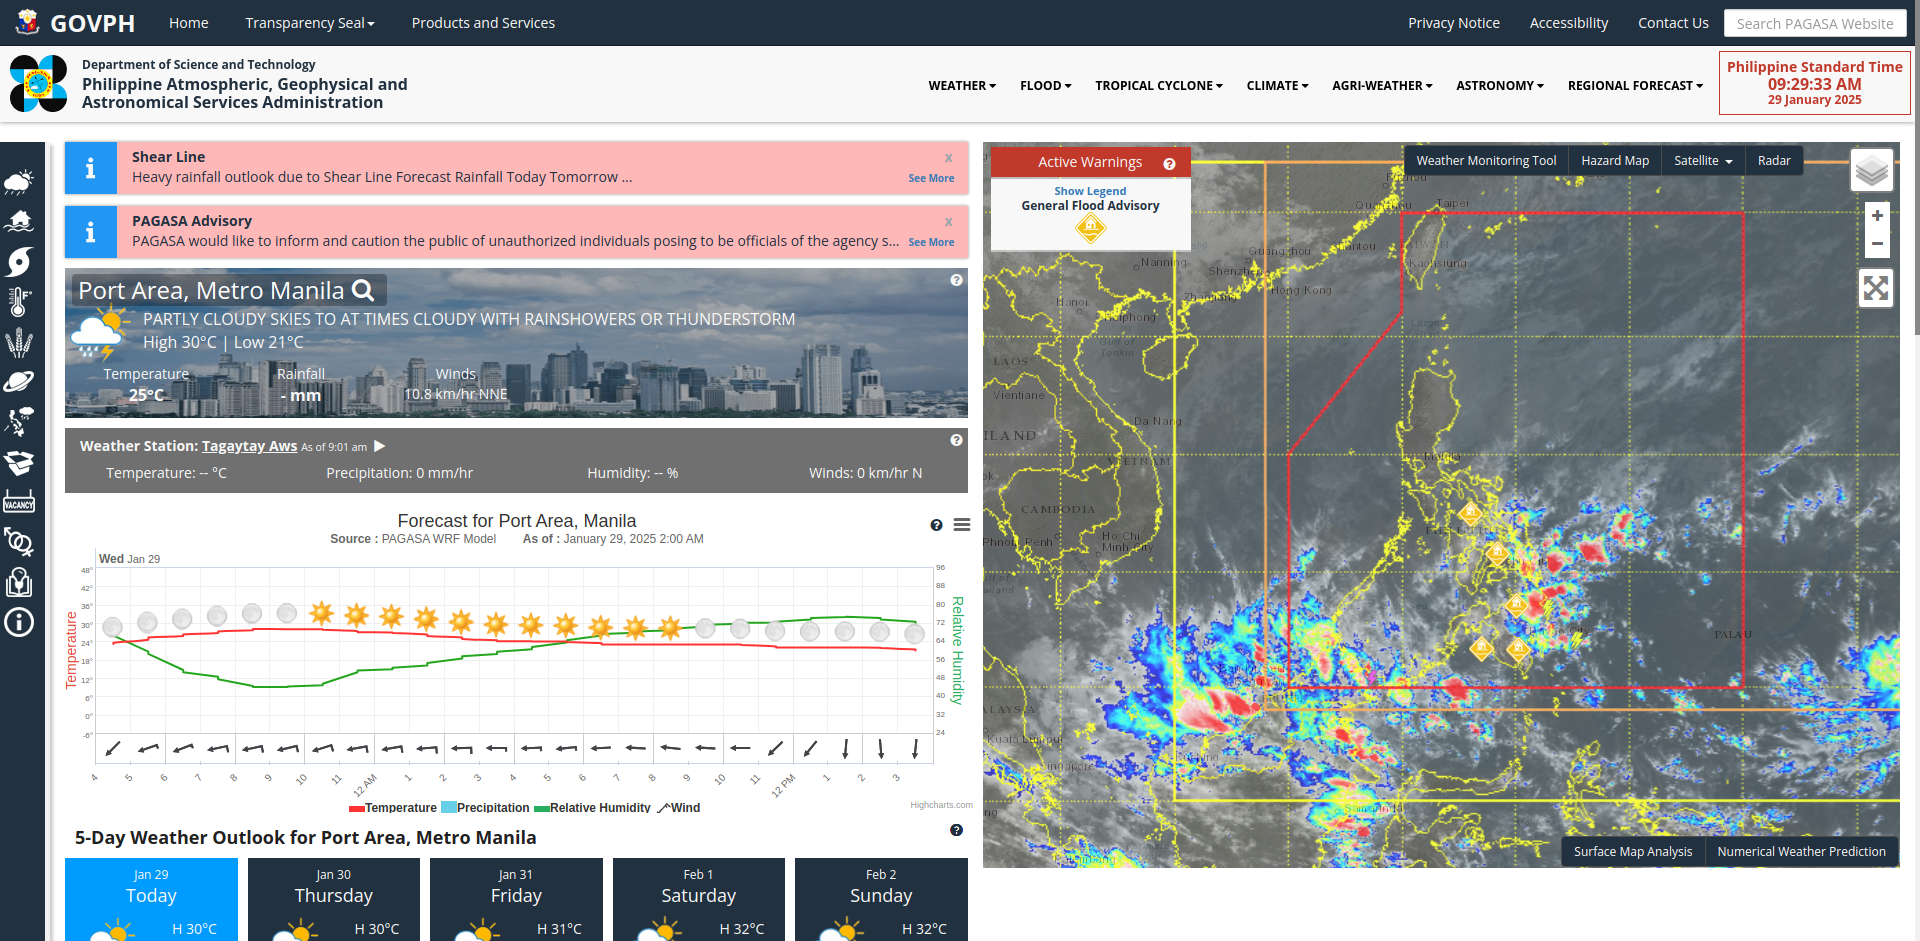 GOVPH
Home
Transparency Seal
Products and Services
Privacy Notice
Accessibility
Contact Us
Search PAGASA Website
Department of Science and Technology
Philippine Atmospheric, Geophysical and
Astronomical Services Administration
WEATHER
FLOOD
TROPICAL CYCLONE
CLIMATE
AGRI-WEATHER
ASTRONOMY
REGIONAL FORECAST
Philippine Standard Time
09:29:33 AM
29 January 2025
VACANCY
Shear Line
x
Heavy rainfall outlook due to Shear Line Forecast Rainfall Today Tomorrow ...
See More
PAGASA Advisory
x
PAGASA would like to inform and caution the public of unauthorized individuals posing to be officials of the agency s...
See More
Port Area, Metro Manila
PARTLY CLOUDY SKIES TO AT TIMES CLOUDY WITH RAINSHOWERS OR THUNDERSTORM
High 30°C | Low 21°C
Temperature
Rainfall
Winds
25°C
- mm
10.8 km/hr NNE
Weather Station: Tagaytay Aws As of 9:01 am
Temperature: -- °C
Precipitation: 0 mm/hr
Humidity: -- %
Winds: 0 km/hr N
Forecast for Port Area, Manila
Source : PAGASA WRF Model As of : January 29, 2025 2:00 AM
Wed Jan 29
Temperature
48°
42°
36°
30°
24°
18°
12°
6°
0°
-6°
96
88
80
72
64
56
48
40
32
24
Relative Humidity
4
5
6
7
8
9
10
11
12 AM
1
2
3
4
5
6
7
8
9
10
11
12 PM
1
2
3
Temperature
Precipitation
Relative Humidity
Wind
Highcharts.com
5-Day Weather Outlook for Port Area, Metro Manila
Jan 29
Today
H 30°C
Jan 30
Thursday
H 30°C
Jan 31
Friday
H 31°C
Feb 1
Saturday
H 32°C
Feb 2
Sunday
H 32°C
Active Warnings
Show Legend
General Flood Advisory
Weather Monitoring Tool
Hazard Map
Satellite
Radar
+
−
Taipei
Guangzhou
Shantou
Kaohsiung
Nanning
Shenzhen
Hong Kong
Zhanjiang
Hanoi
Haiphong
Gulf of
Tonkin
LAOS
Vientiane
Da Nang
VIETNAM
CAMBODIA
Phnom Penh
Ho Chi
Minh City
Manila
Davao City
PALAU
Kuala Lumpur
Singapore
Kuching
Samarinda
Surface Map Analysis
Numerical Weather Prediction